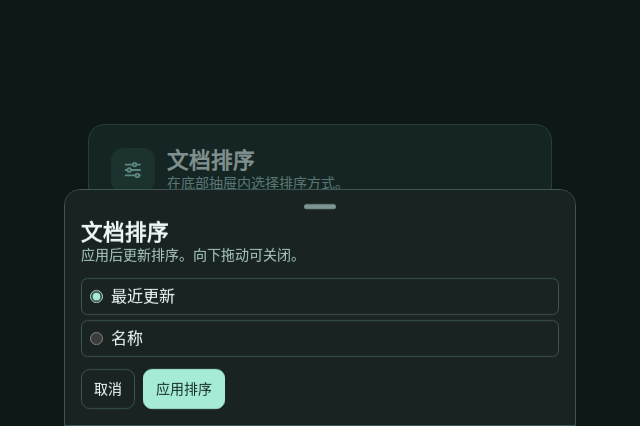 文档排序
在底部抽屉内选择排序方式。
文档排序
应用后更新排序。向下拖动可关闭。
最近更新
名称
取消
应用排序